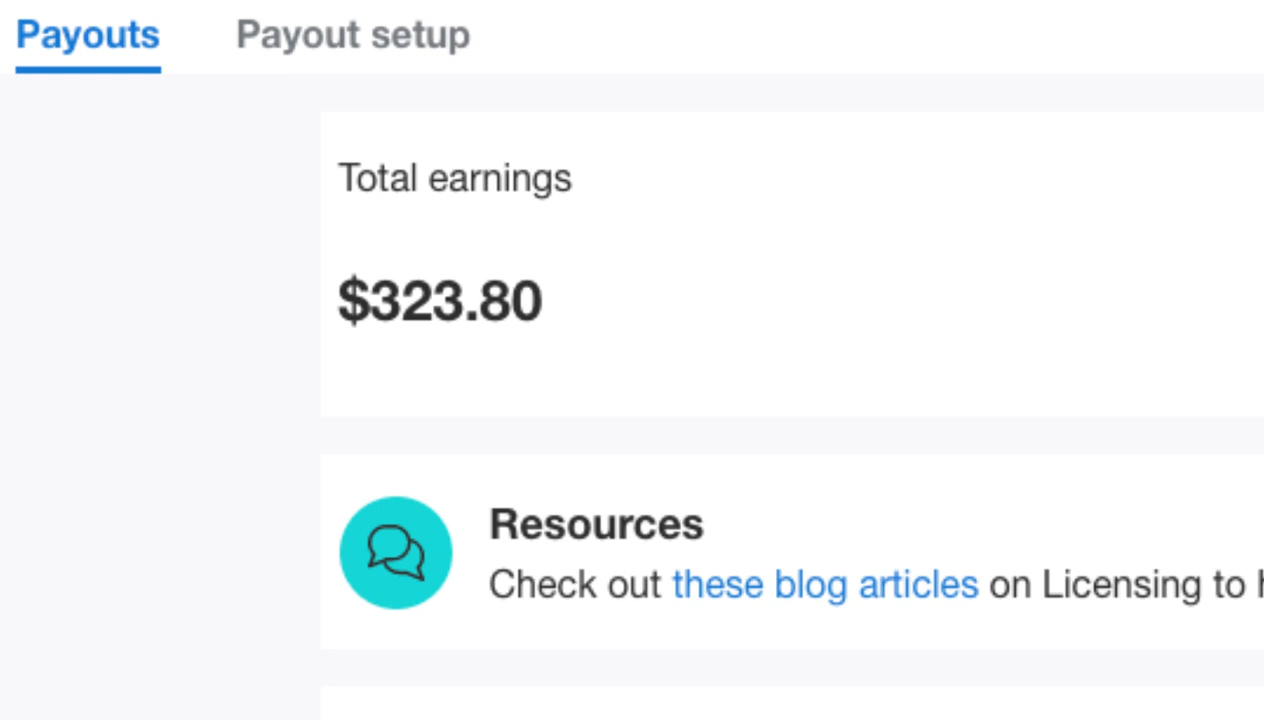 Payouts Payout setup
Total earnings
$323.80
Resources
Check out these blog articles on Licensing to